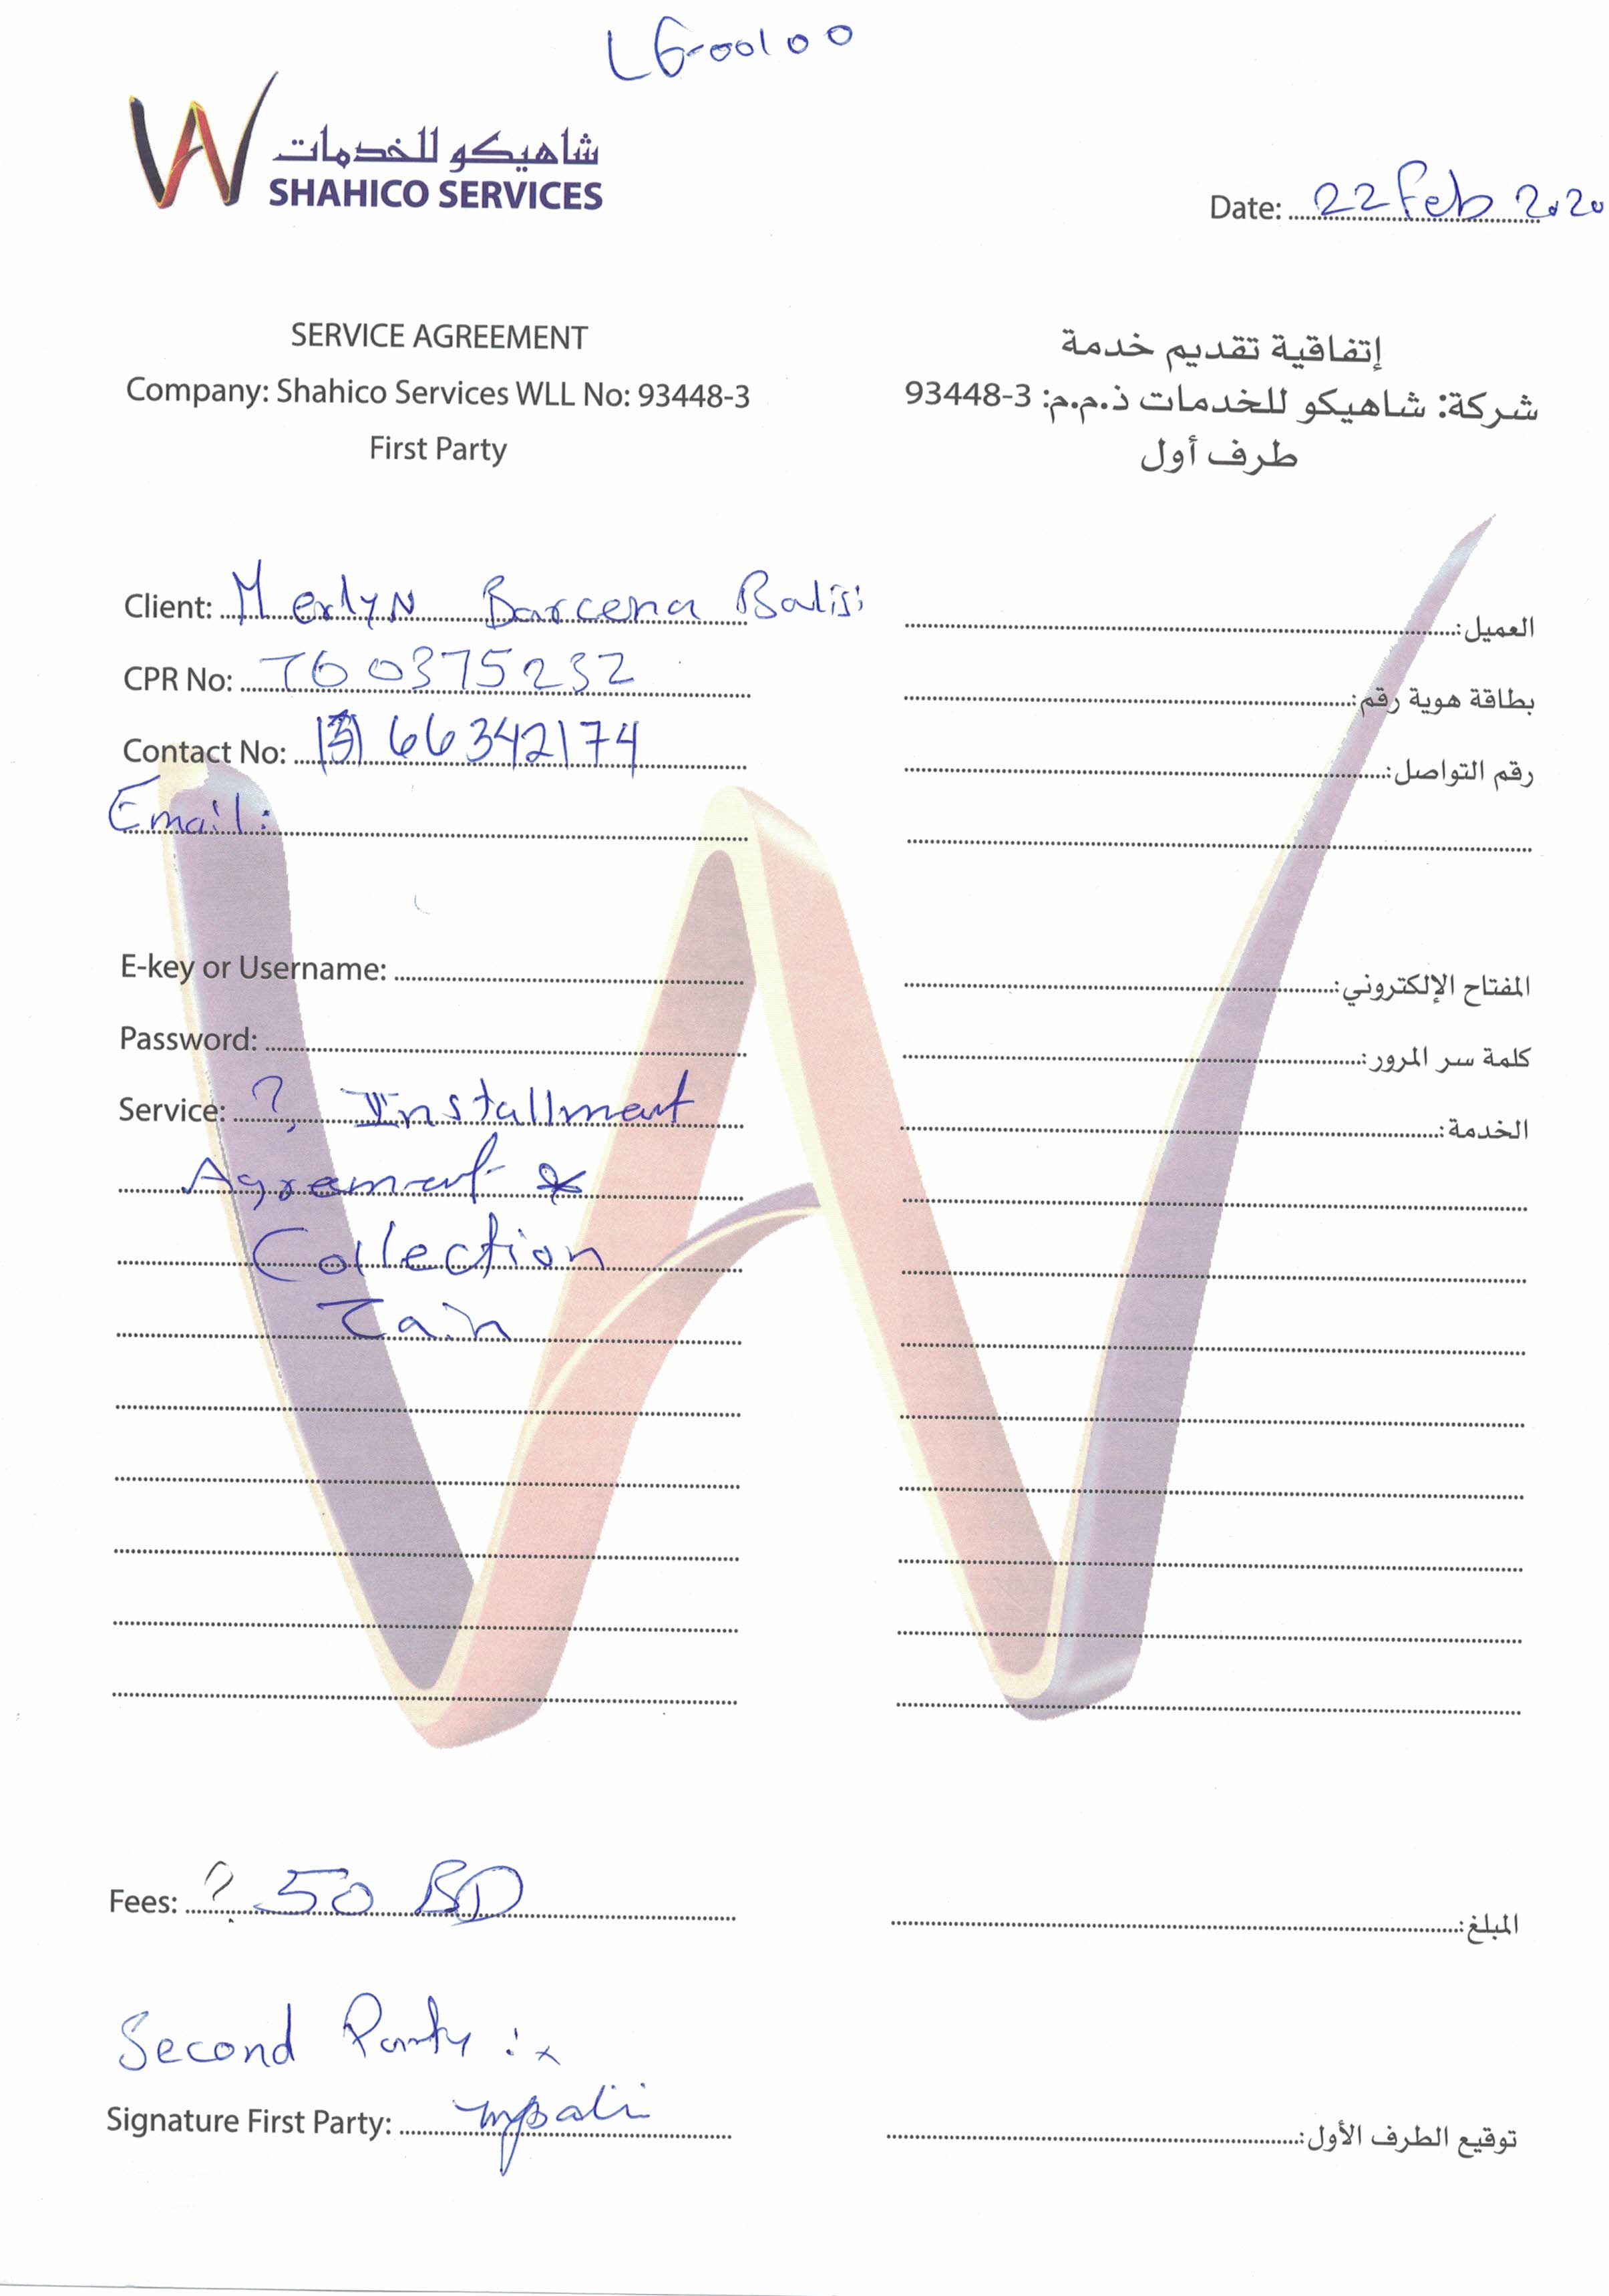 LG-00100
شاهيكو للخدمات
SHAHICO SERVICES
Date: 22 Feb 2020
SERVICE AGREEMENT
Company: Shahico Services WLL No: 93448-3
First Party
إتفاقية تقديم خدمة
شركة: شاهيكو للخدمات ذ.م.م: 93448-3
طرف أول
Client: Merlyn Barcena Balisi
CPR No: 760375232
Contact No: 66342174
Email:
E-key or Username:
Password:
Service: ? Installment
Agreement &
Collection
Zain
العميل:
بطاقة هوية رقم:
رقم التواصل:
المفتاح الإلكتروني:
كلمة سر المرور:
الخدمة:
Fees: ? 50 BD
المبلغ:
Second Party : x
Signature First Party:
توقيع الطرف الأول: